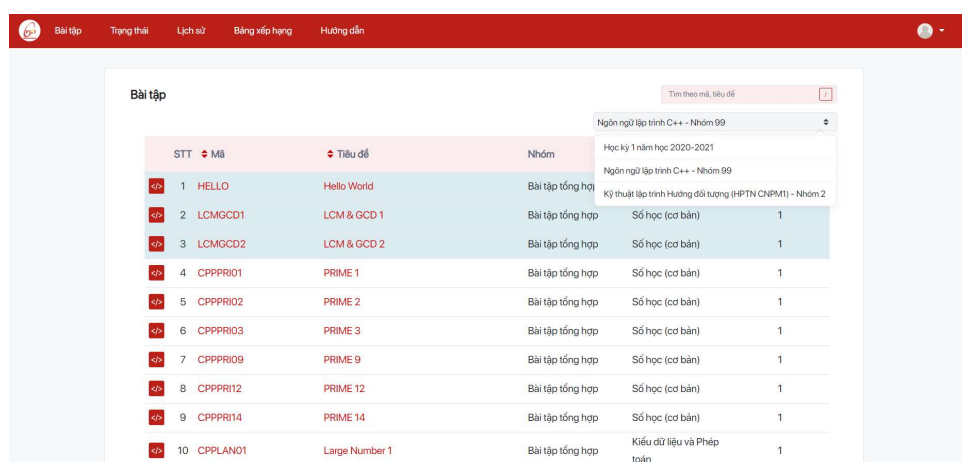 Bài tập Trạng thái Lịch sử Bảng xếp hạng Hướng dẫn
Bài tập
Tìm theo mã, tiêu đề /
Ngôn ngữ lập trình C++ - Nhóm 99
Học kỳ 1 năm học 2020-2021
Ngôn ngữ lập trình C++ - Nhóm 99
Kỹ thuật lập trình Hướng đối tượng (HPTN CNPM1) - Nhóm 2
STT Mã Tiêu đề Nhóm
</> 1 HELLO Hello World Bài tập tổng hợp
</> 2 LCMGCD1 LCM & GCD 1 Bài tập tổng hợp Số học (cơ bản) 1
</> 3 LCMGCD2 LCM & GCD 2 Bài tập tổng hợp Số học (cơ bản) 1
</> 4 CPPPRI01 PRIME 1 Bài tập tổng hợp Số học (cơ bản) 1
</> 5 CPPPRI02 PRIME 2 Bài tập tổng hợp Số học (cơ bản) 1
</> 6 CPPPRI03 PRIME 3 Bài tập tổng hợp Số học (cơ bản) 1
</> 7 CPPPRI09 PRIME 9 Bài tập tổng hợp Số học (cơ bản) 1
</> 8 CPPPRI12 PRIME 12 Bài tập tổng hợp Số học (cơ bản) 1
</> 9 CPPPRI14 PRIME 14 Bài tập tổng hợp Số học (cơ bản) 1
</> 10 CPPLAN01 Large Number 1 Bài tập tổng hợp Kiểu dữ liệu và Phép 1
toán